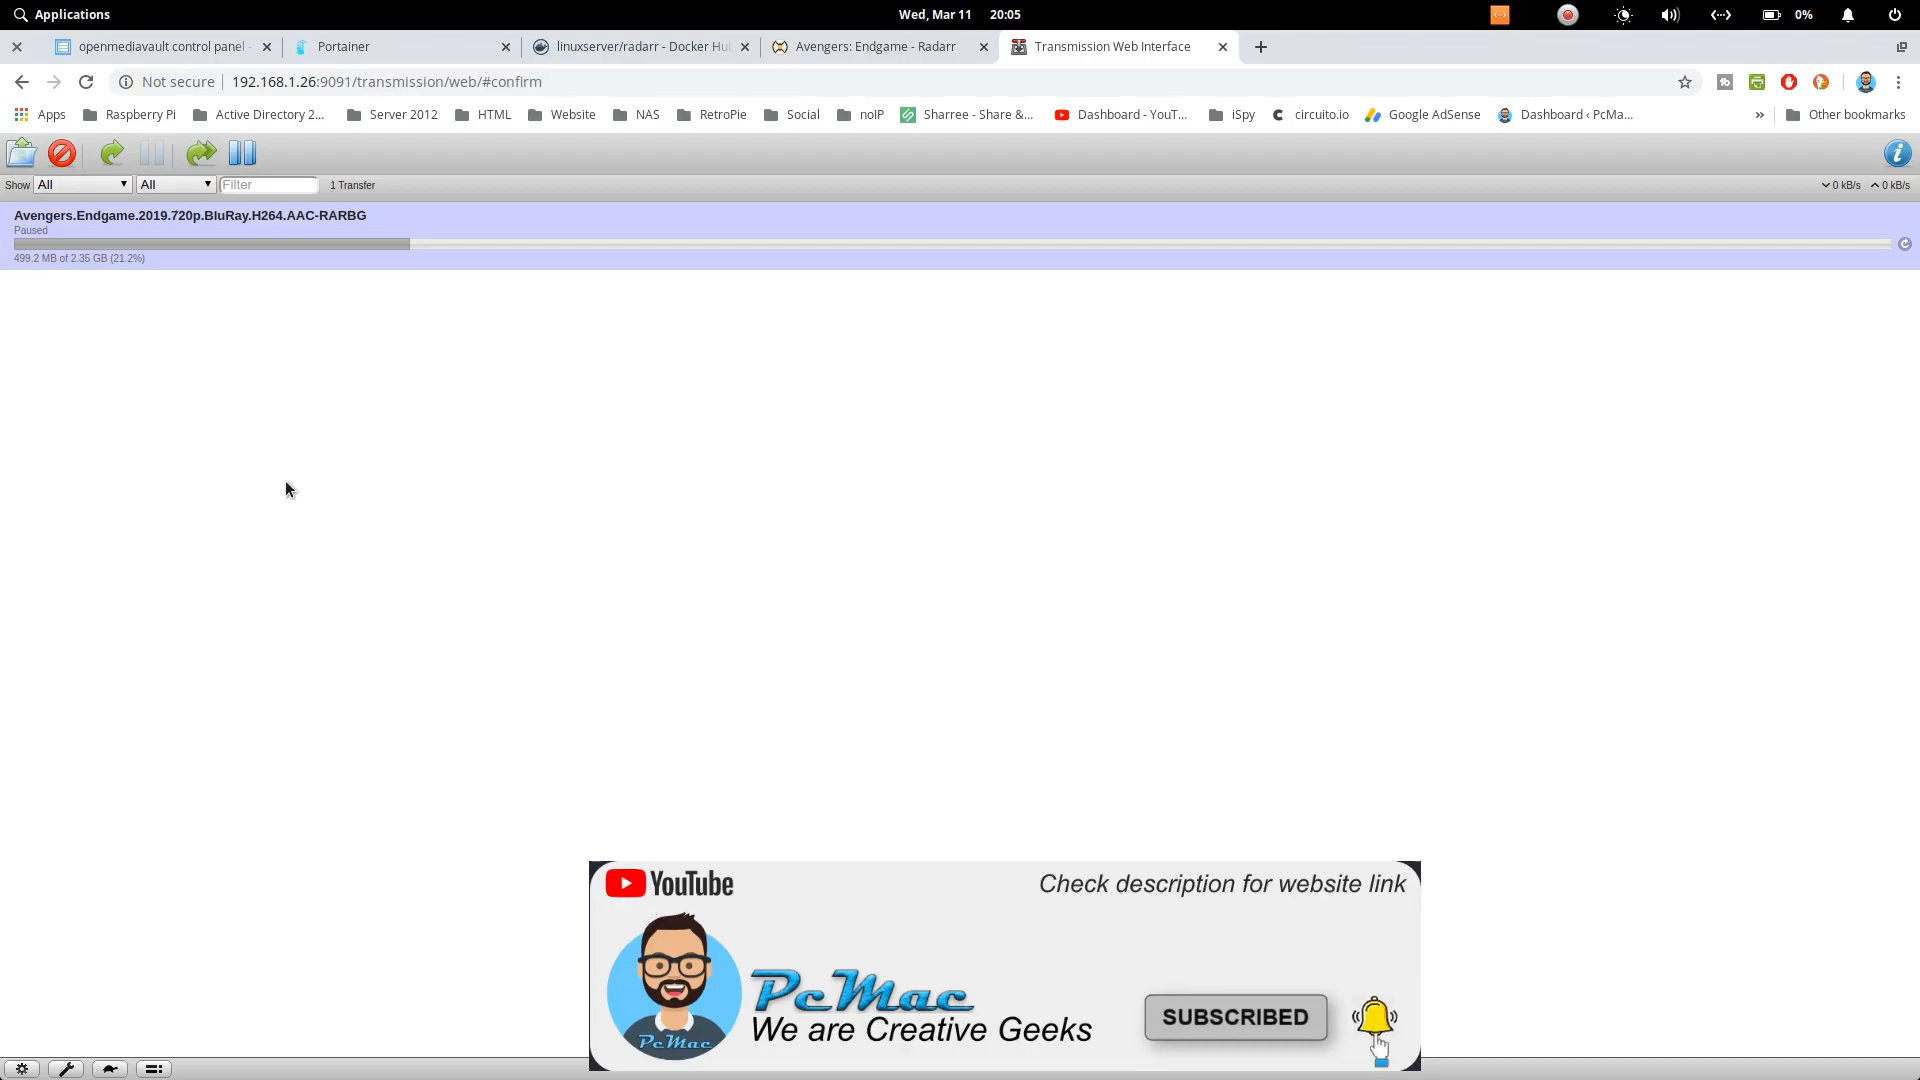 Applications
Wed, Mar 11 20:05
0%
openmediavault control panel -
Portainer
linuxserver/radarr - Docker Hu
Avengers: Endgame - Radarr
Transmission Web Interface
Not secure
192.168.1.26:9091/transmission/web/#confirm
Apps
Raspberry Pi
Active Directory 2...
Server 2012
HTML
Website
NAS
RetroPie
Social
noIP
Sharree - Share &...
Dashboard - YouT...
iSpy
circuito.io
Google AdSense
Dashboard ‹ PcMa...
»
Other bookmarks
Show
All
All
Filter
1 Transfer
0 kB/s
0 kB/s
Avengers.Endgame.2019.720p.BluRay.H264.AAC-RARBG
Paused
499.2 MB of 2.35 GB (21.2%)
YouTube
Check description for website link
PcMac
PcMac
We are Creative Geeks
SUBSCRIBED